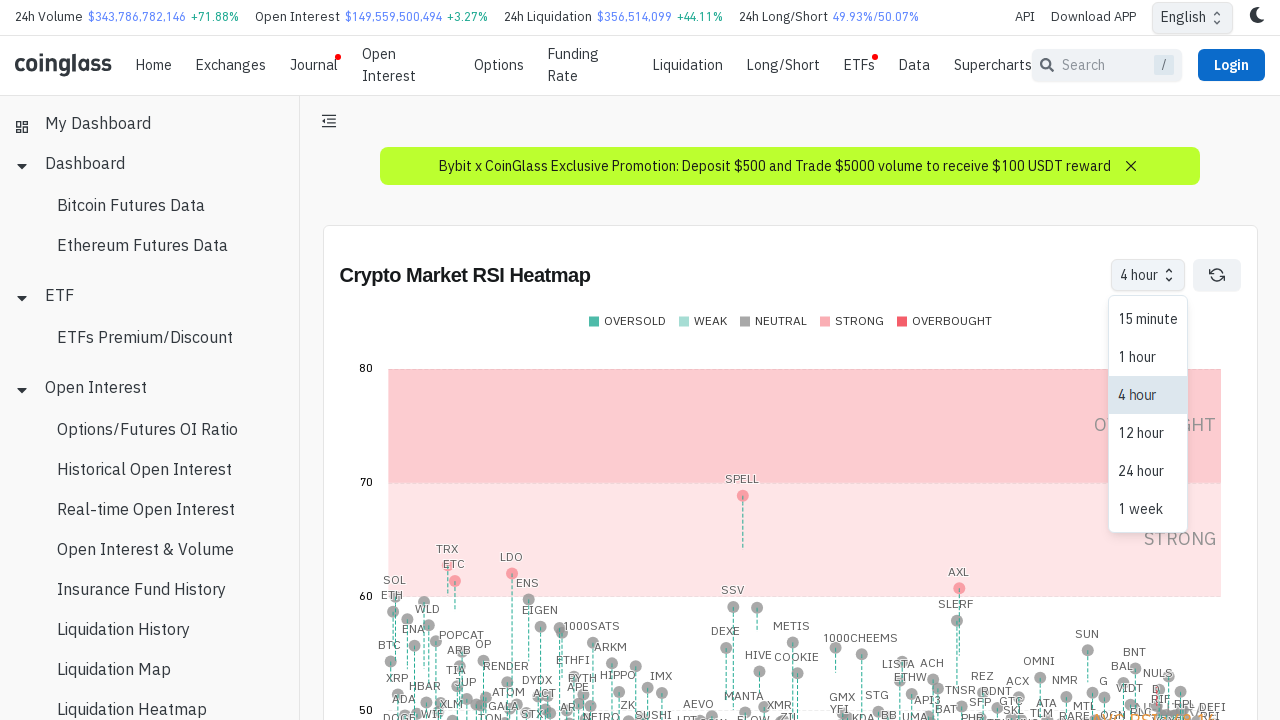 24h Volume $343,786,782,146 +71.88% Open Interest $149,559,500,494 +3.27% 24h Liquidation $356,514,099 +44.11% 24h Long/Short 49.93%/50.07% API Download APP English
coinglass Home Exchanges Journal Open Interest Options Funding Rate Liquidation Long/Short ETFs Data Supercharts Search / Login
My Dashboard
Dashboard
Bitcoin Futures Data
Ethereum Futures Data
ETF
ETFs Premium/Discount
Open Interest
Options/Futures OI Ratio
Historical Open Interest
Real-time Open Interest
Open Interest & Volume
Insurance Fund History
Liquidation History
Liquidation Map
Liquidation Heatmap
Bybit x CoinGlass Exclusive Promotion: Deposit $500 and Trade $5000 volume to receive $100 USDT reward
Crypto Market RSI Heatmap
4 hour
15 minute
1 hour
4 hour
12 hour
24 hour
1 week
OVERSOLD WEAK NEUTRAL STRONG OVERBOUGHT
80
70
SPELL
STRONG
TRX
ETC
LDO
AXL
SOL
ENS
60
ETH
WLD
EIGEN
SSV
SLERF
ENA
1000SATS
DEXE
METIS
POPCAT
1000CHEEMS
SUN
BTC
ARB
OP
ARKM
HIVE
COOKIE
BNT
TIA
RENDER
ETHFI
LISTA
ACH
OMNI
BAL
XRP
JUP
DYDX
PYTH
HIPPO
IMX
ETHW
REZ
ACX
NMR
G
NULS
ADA
HBAR
ATOM
ACT
APE
MANTA
GMX
STG
TNSR
RDNT
VIDT
DOGE
WIF
XLM
GALA
STX
TON
NEIRO
ZK
SUSHI
AEVO
XMR
YFI
API3
BAT
SFP
GTC
SKL
TLM
ATA
MTL
RARE
RPL
DEFI
50